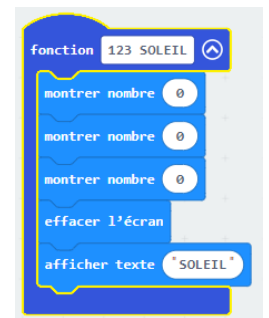 fonction 123 SOLEIL
montrer nombre 0
montrer nombre 0
montrer nombre 0
effacer l'écran
afficher texte "SOLEIL"